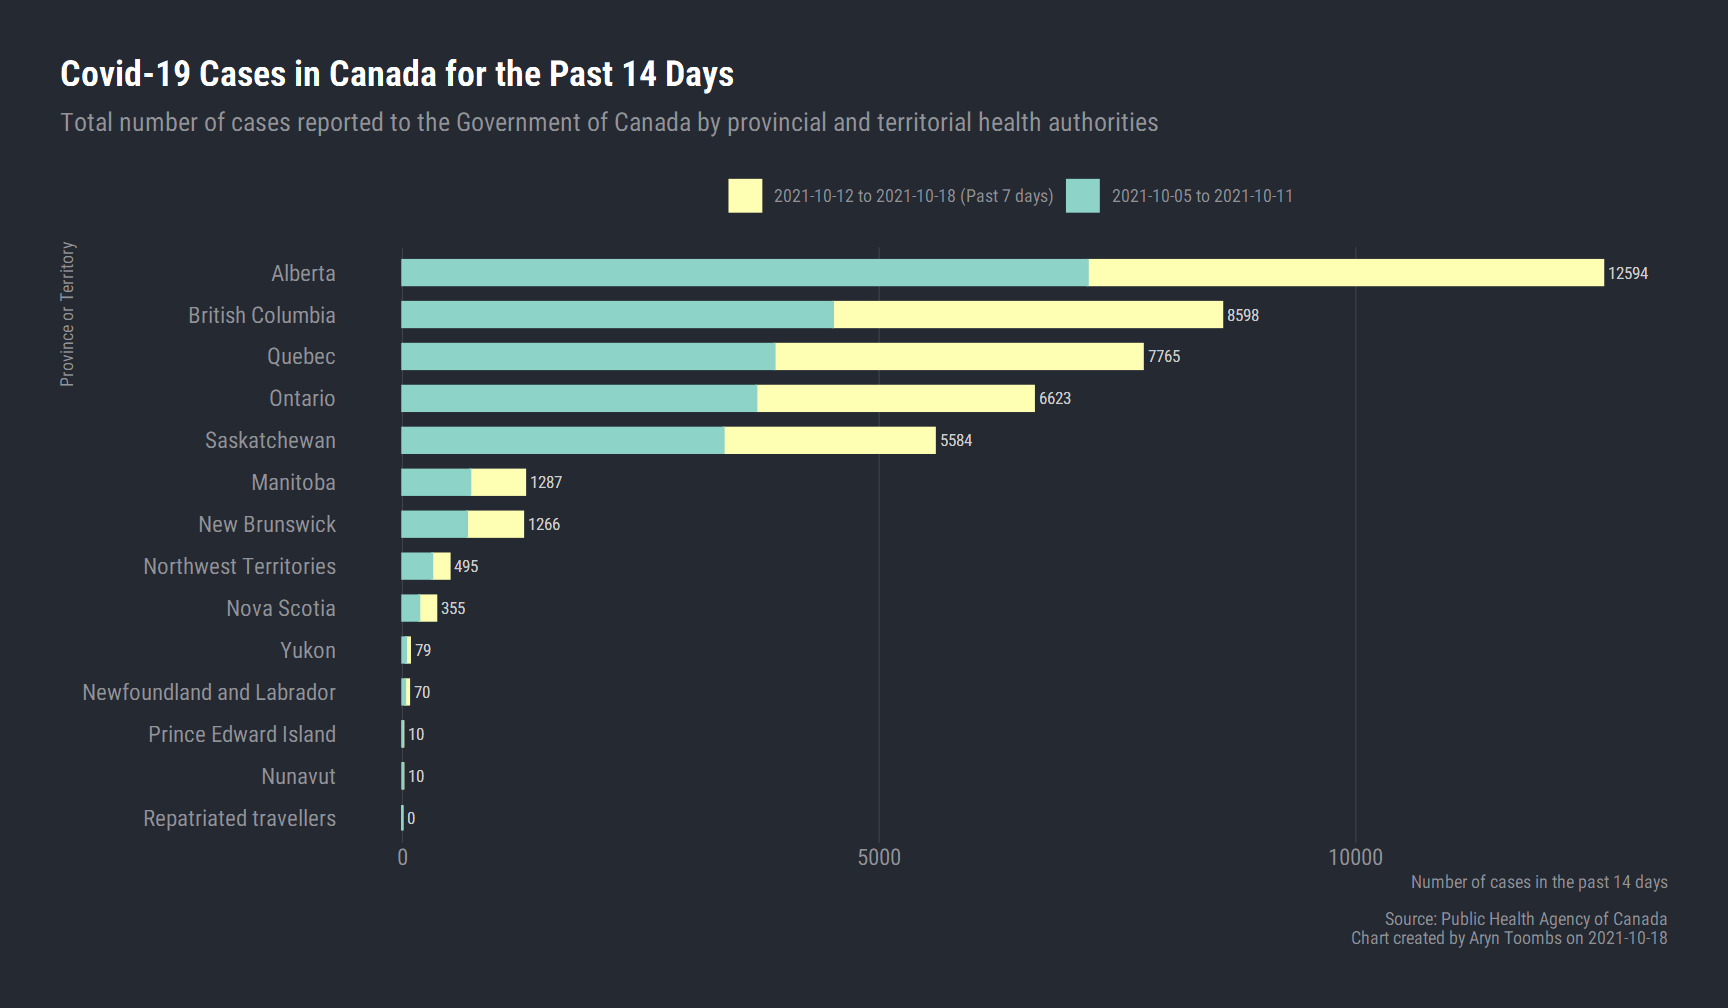 Covid-19 Cases in Canada for the Past 14 Days
Total number of cases reported to the Government of Canada by provincial and territorial health authorities
2021-10-12 to 2021-10-18 (Past 7 days)
2021-10-05 to 2021-10-11
Province or Territory
Alberta 12594
British Columbia 8598
Quebec 7765
Ontario 6623
Saskatchewan 5584
Manitoba 1287
New Brunswick 1266
Northwest Territories 495
Nova Scotia 355
Yukon 79
Newfoundland and Labrador 70
Prince Edward Island 10
Nunavut 10
Repatriated travellers 0
0 5000 10000
Number of cases in the past 14 days
Source: Public Health Agency of Canada
Chart created by Aryn Toombs on 2021-10-18